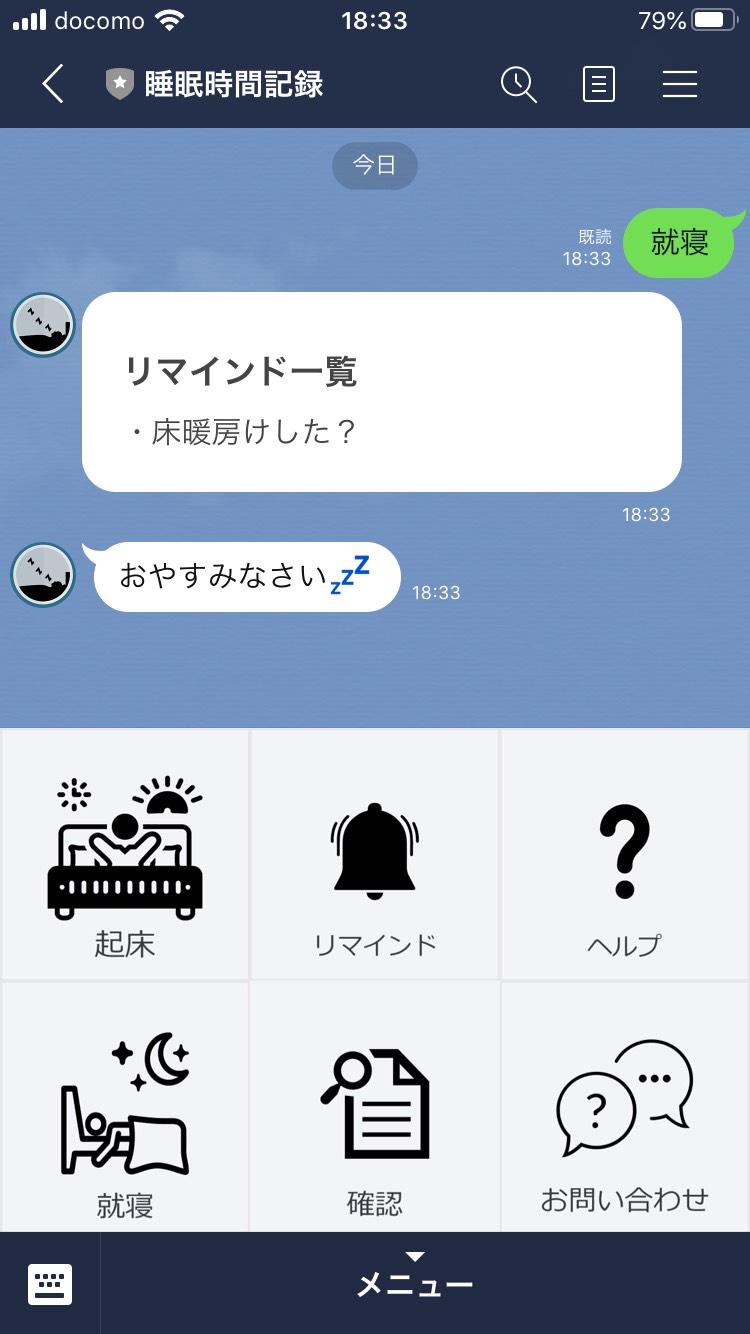 docomo 18:33 79%
睡眠時間記録
今日
既読
18:33
就寝
リマインド一覧
・床暖房けした？
18:33
おやすみなさい💤
18:33
起床
リマインド
ヘルプ
就寝
確認
お問い合わせ
メニュー